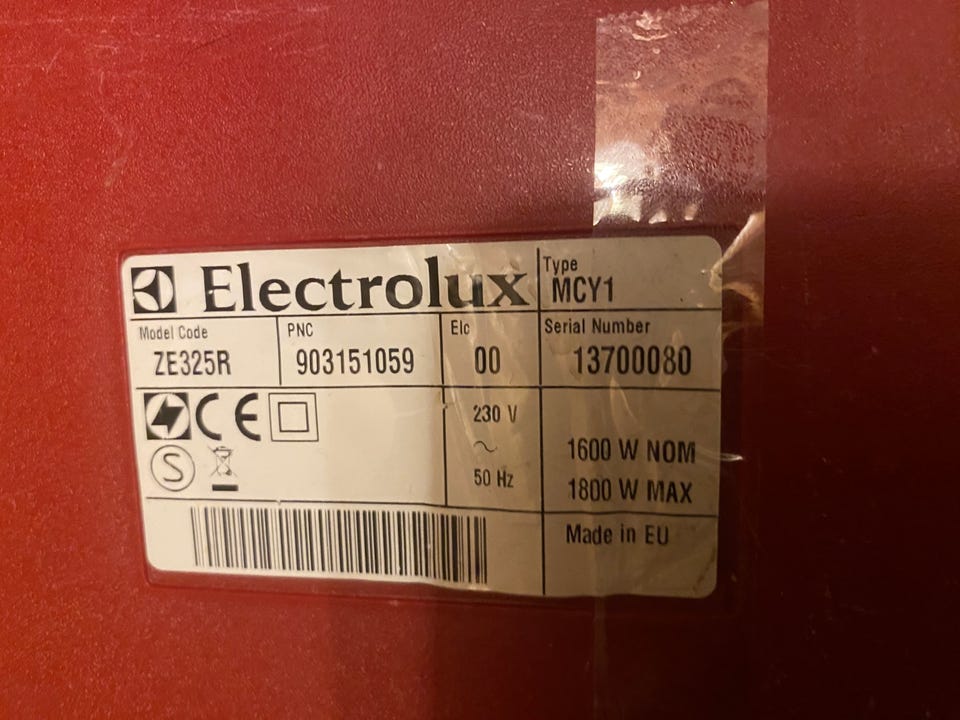 Electrolux
Type
MCY1
Model Code
ZE325R
PNC
903151059
Elc
00
Serial Number
13700080
CE
S
230 V
~
50 Hz
1600 W NOM
1800 W MAX
Made in EU